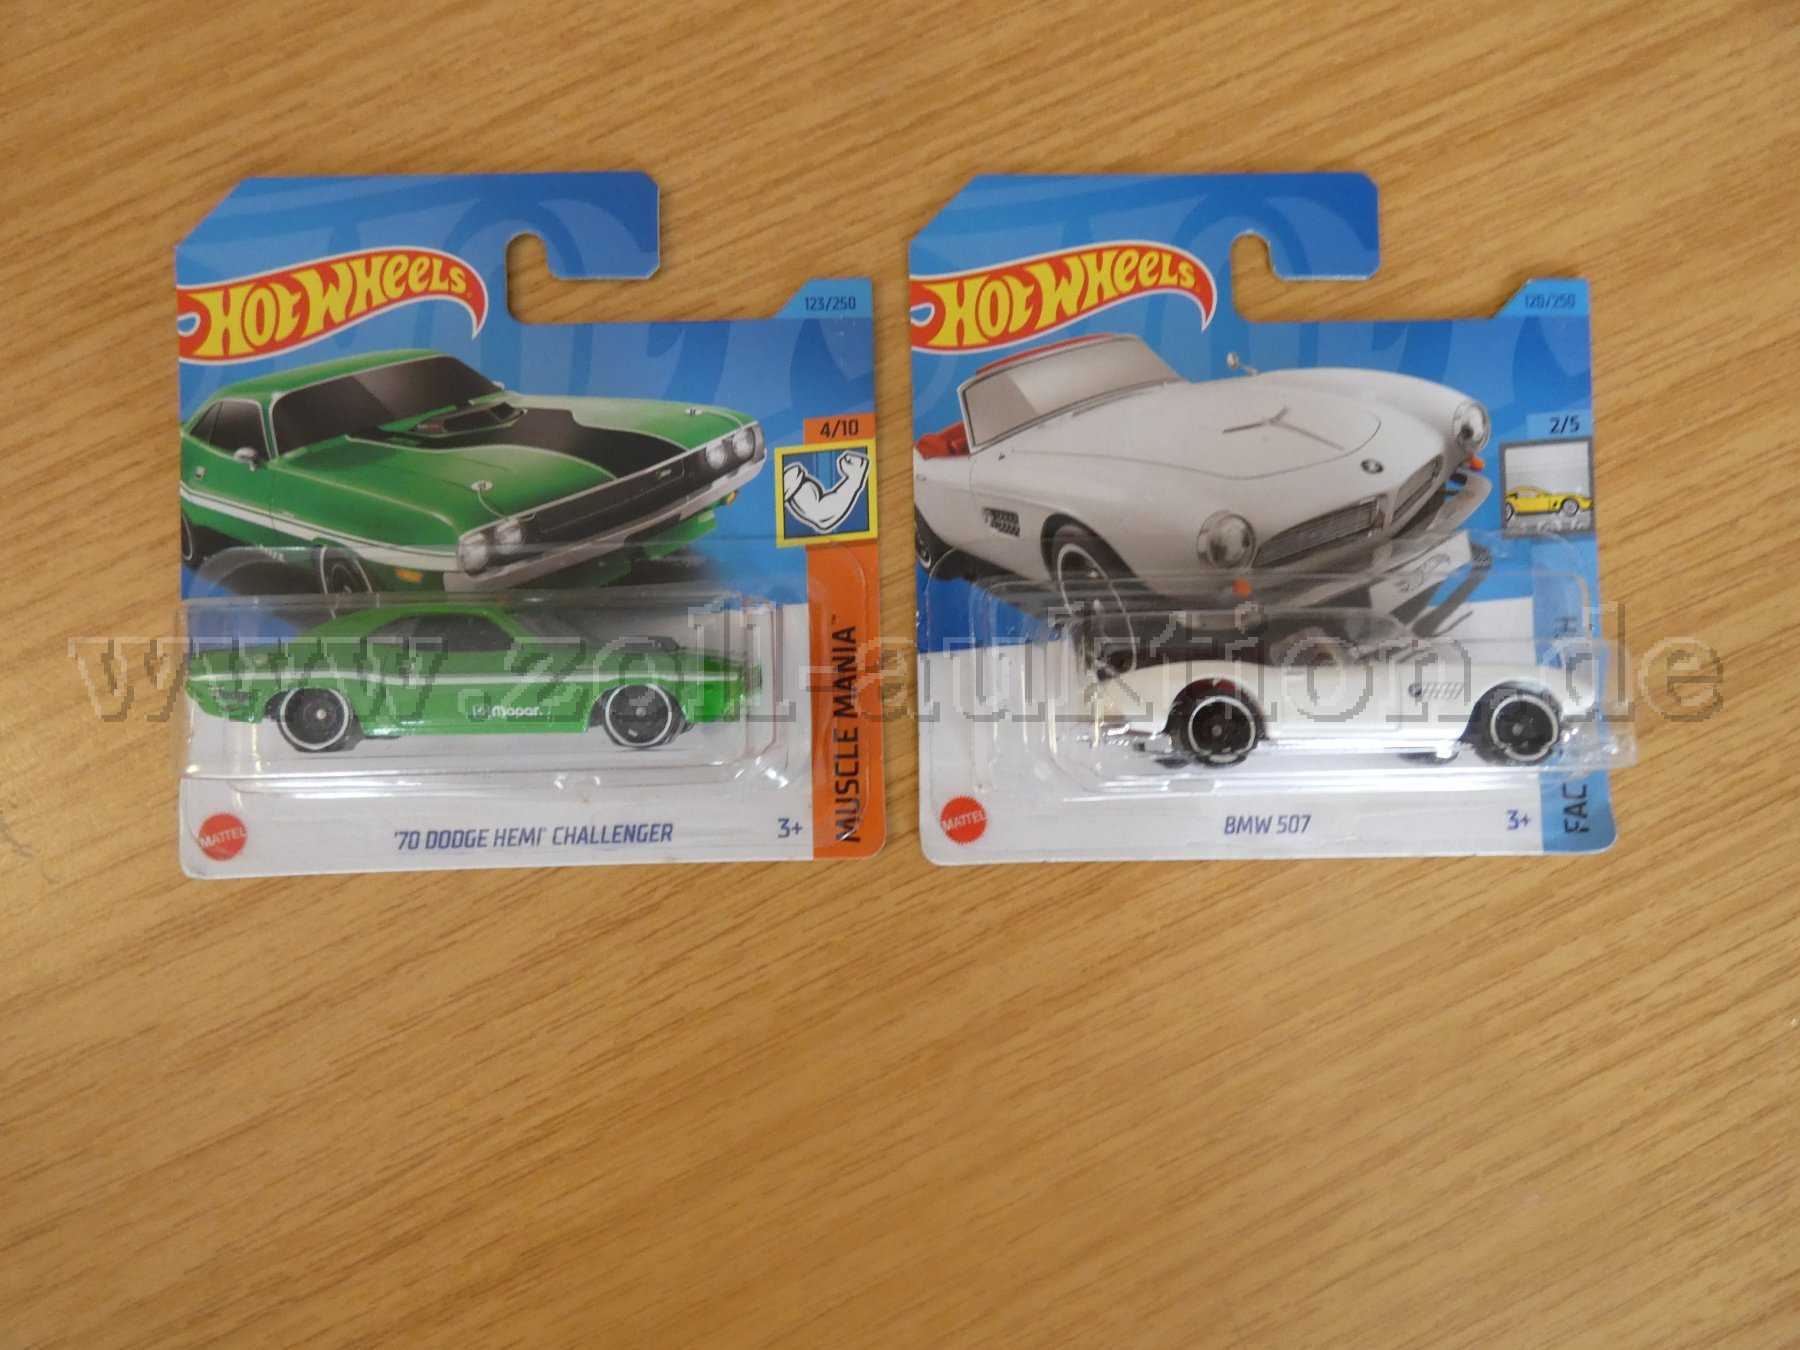 HOT WHEELS
123/250
4/10
MUSCLE MANIA™
mopar.
MATTEL
'70 DODGE HEMI® CHALLENGER
3+
HOT WHEELS
120/250
2/5
FAC
MATTEL
BMW 507
3+
www.zoll-auktion.de